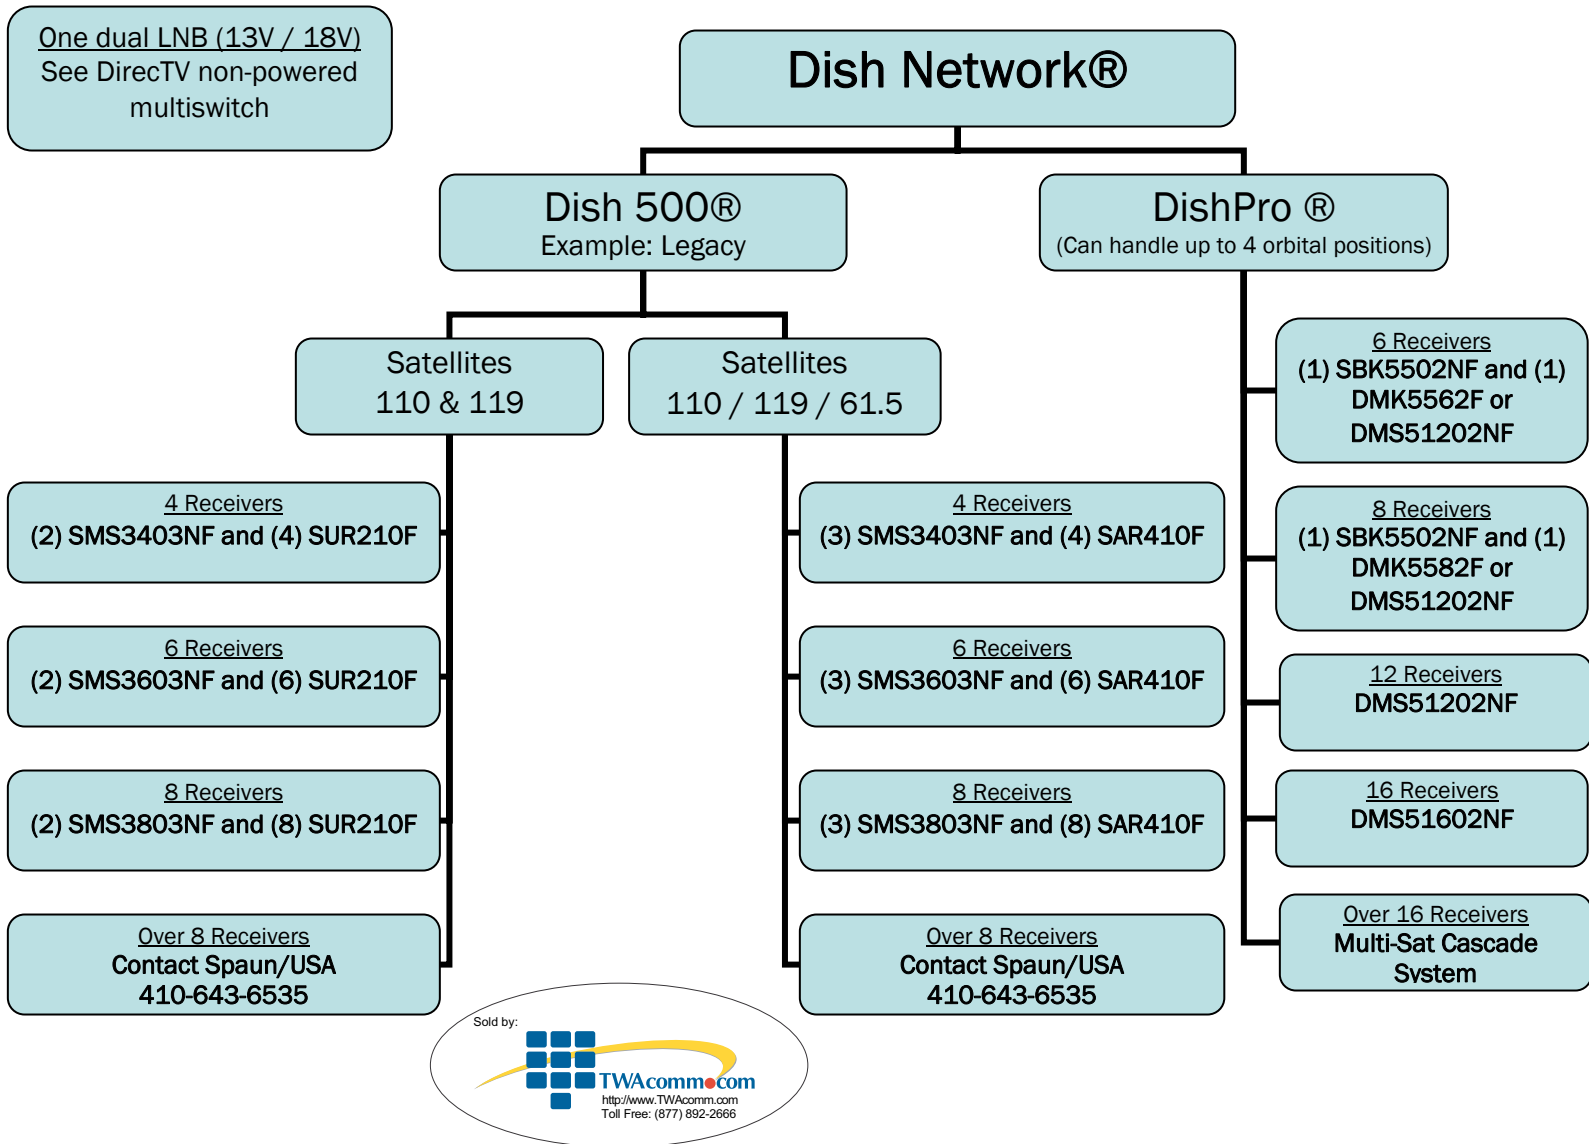 One dual LNB (13V / 18V)
See DirecTV non-powered
multiswitch
Dish Network®
Dish 500®
Example: Legacy
DishPro ®
(Can handle up to 4 orbital positions)
Satellites
110 & 119
Satellites
110 / 119 / 61.5
4 Receivers
(2) SMS3403NF and (4) SUR210F
6 Receivers
(2) SMS3603NF and (6) SUR210F
8 Receivers
(2) SMS3803NF and (8) SUR210F
Over 8 Receivers
Contact Spaun/USA
410-643-6535
4 Receivers
(3) SMS3403NF and (4) SAR410F
6 Receivers
(3) SMS3603NF and (6) SAR410F
8 Receivers
(3) SMS3803NF and (8) SAR410F
Over 8 Receivers
Contact Spaun/USA
410-643-6535
6 Receivers
(1) SBK5502NF and (1)
DMK5562F or
DMS51202NF
8 Receivers
(1) SBK5502NF and (1)
DMK5582F or
DMS51202NF
12 Receivers
DMS51202NF
16 Receivers
DMS51602NF
Over 16 Receivers
Multi-Sat Cascade
System
Sold by:
TWAcomm.com
http://www.TWAcomm.com
Toll Free: (877) 892-2666